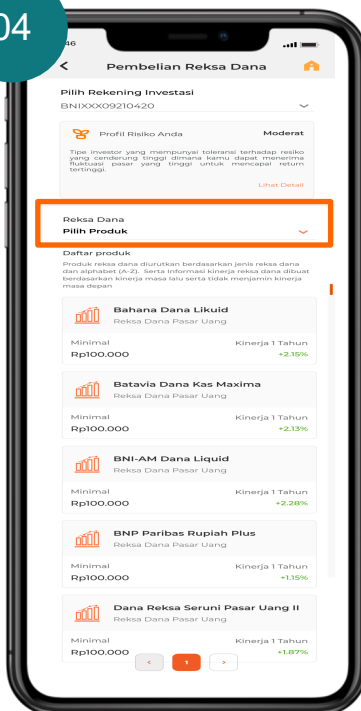 04
46
Pembelian Reksa Dana
Pilih Rekening Investasi
BNIXXX09210420
Profil Risiko Anda
Moderat
Tipe investor yang mempunyai toleransi terhadap resiko
yang cenderung tinggi dimana kamu dapat menerima
fluktuasi pasar yang tinggi untuk mencapai return
tertinggi.
Lihat Detail
Reksa Dana
Pilih Produk
Daftar produk
Produk reksa dana diurutkan berdasarkan jenis reksa dana
dan alphabet (A-Z). Serta Informasi kinerja reksa dana dibuat
berdasarkan kinerja masa lalu serta tidak menjamin kinerja
masa depan
Bahana Dana Likuid
Reksa Dana Pasar Uang
Minimal
Kinerja 1 Tahun
Rp100.000
+2.15%
Batavia Dana Kas Maxima
Reksa Dana Pasar Uang
Minimal
Kinerja 1 Tahun
Rp100.000
+2.13%
BNI-AM Dana Liquid
Reksa Dana Pasar Uang
Minimal
Kinerja 1 Tahun
Rp100.000
+2.28%
BNP Paribas Rupiah Plus
Reksa Dana Pasar Uang
Minimal
Kinerja 1 Tahun
Rp100.000
+1.15%
Dana Reksa Seruni Pasar Uang II
Reksa Dana Pasar Uang
Minimal
Kinerja 1 Tahun
Rp100.000
+1.87%
< 1 >